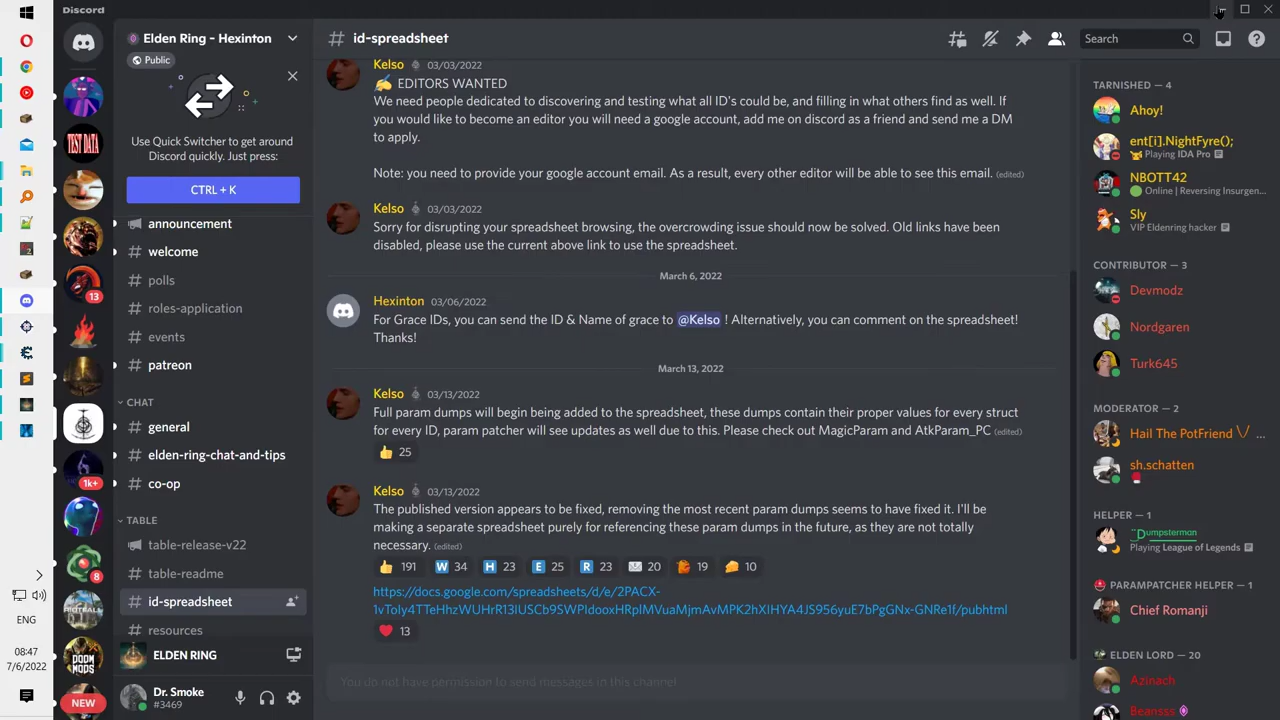 Discord
Elden Ring - Hexinton
Public
Use Quick Switcher to get around
Discord quickly. Just press:
CTRL + K
announcement
welcome
polls
roles-application
events
patreon
CHAT
general
elden-ring-chat-and-tips
co-op
TABLE
table-release-v22
table-readme
id-spreadsheet
resources
ELDEN RING
Dr. Smoke
#3469
TEST DATA
13
1k+
8
FOOTBALL
DOOM
MODS
NEW
ENG
08:47
7/6/2022
# id-spreadsheet
Search
Kelso 03/03/2022
✍ EDITORS WANTED
We need people dedicated to discovering and testing what all ID's could be, and filling in what others find as well. If
you would like to become an editor you will need a google account, add me on discord as a friend and send me a DM
to apply.
Note: you need to provide your google account email. As a result, every other editor will be able to see this email. (edited)
Kelso 03/03/2022
Sorry for disrupting your spreadsheet browsing, the overcrowding issue should now be solved. Old links have been
disabled, please use the current above link to use the spreadsheet.
March 6, 2022
Hexinton 03/06/2022
For Grace IDs, you can send the ID & Name of grace to @Kelso ! Alternatively, you can comment on the spreadsheet!
Thanks!
March 13, 2022
Kelso 03/13/2022
Full param dumps will begin being added to the spreadsheet, these dumps contain their proper values for every struct
for every ID, param patcher will see updates as well due to this. Please check out MagicParam and AtkParam_PC (edited)
👍 25
Kelso 03/13/2022
The published version appears to be fixed, removing the most recent param dumps seems to have fixed it. I'll be
making a separate spreadsheet purely for referencing these param dumps in the future, as they are not totally
necessary. (edited)
👍 191 W 34 H 23 E 25 R 23 20 19 🧀 10
https://docs.google.com/spreadsheets/d/e/2PACX-
❤ 13
You do not have permission to send messages in this channel
TARNISHED — 4
Ahoy!
ent[i].NightFyre();
Playing IDA Pro
NBOTT42
Online | Reversing Insurgen...
Sly
VIP Eldenring hacker
CONTRIBUTOR — 3
Devmodz
Nordgaren
Turk645
MODERATOR — 2
Hail The PotFriend \/ ...
sh.schatten
HELPER — 1
Dumpsterman
Playing League of Legends
PARAMPATCHER HELPER — 1
Chief Romanji
ELDEN LORD — 20
Azinach
Beansss